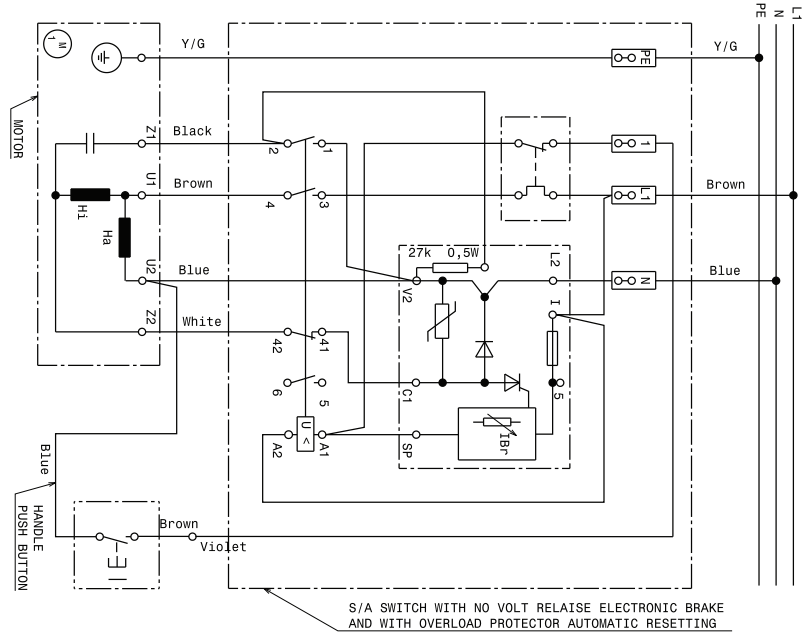 PE
N
L1
M
1
Y/G
PE
Y/G
MOTOR
Z1
Black
2
1
1
U1
Brown
4
3
L1
Brown
Hi
Ha
27k 0,5W
L2
U2
Blue
V2
N
Blue
I
Z2
White
42
41
6
5
C1
5
U <
A2
A1
SP
IBr
Blue
HANDLE
PUSH BUTTON
Brown
Violet
E
S/A SWITCH WITH NO VOLT RELAISE ELECTRONIC BRAKE
AND WITH OVERLOAD PROTECTOR AUTOMATIC RESETTING